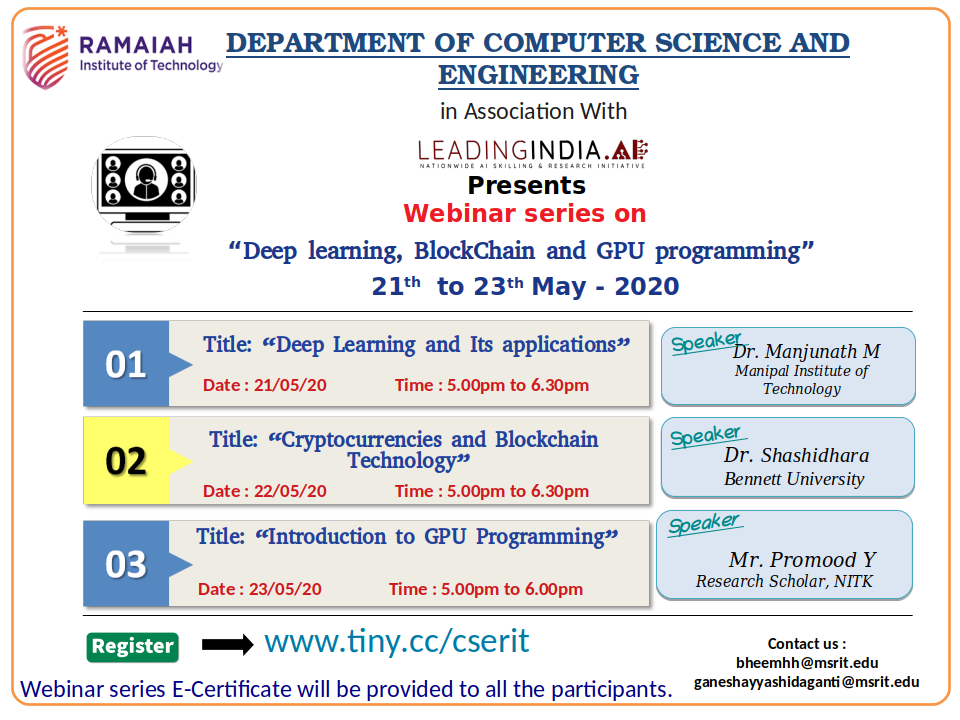 RAMAIAH
Institute of Technology
DEPARTMENT OF COMPUTER SCIENCE AND
ENGINEERING
in Association With
LEADINGINDIA.AI
NATIONWIDE AI SKILLING & RESEARCH INITIATIVE
Presents
Webinar series on
“Deep learning, BlockChain and GPU programming”
21th to 23th May - 2020
01
Title: “Deep Learning and Its applications”
Date : 21/05/20 Time : 5.00pm to 6.30pm
Speaker
Dr. Manjunath M
Manipal Institute of
Technology
02
Title: “Cryptocurrencies and Blockchain
Technology”
Date : 22/05/20 Time : 5.00pm to 6.30pm
Speaker
Dr. Shashidhara
Bennett University
03
Title: “Introduction to GPU Programming”
Date : 23/05/20 Time : 5.00pm to 6.00pm
Speaker
Mr. Promood Y
Research Scholar, NITK
Register www.tiny.cc/cserit
Webinar series E-Certificate will be provided to all the participants.
Contact us :
bheemhh@msrit.edu
ganeshayyashidaganti@msrit.edu